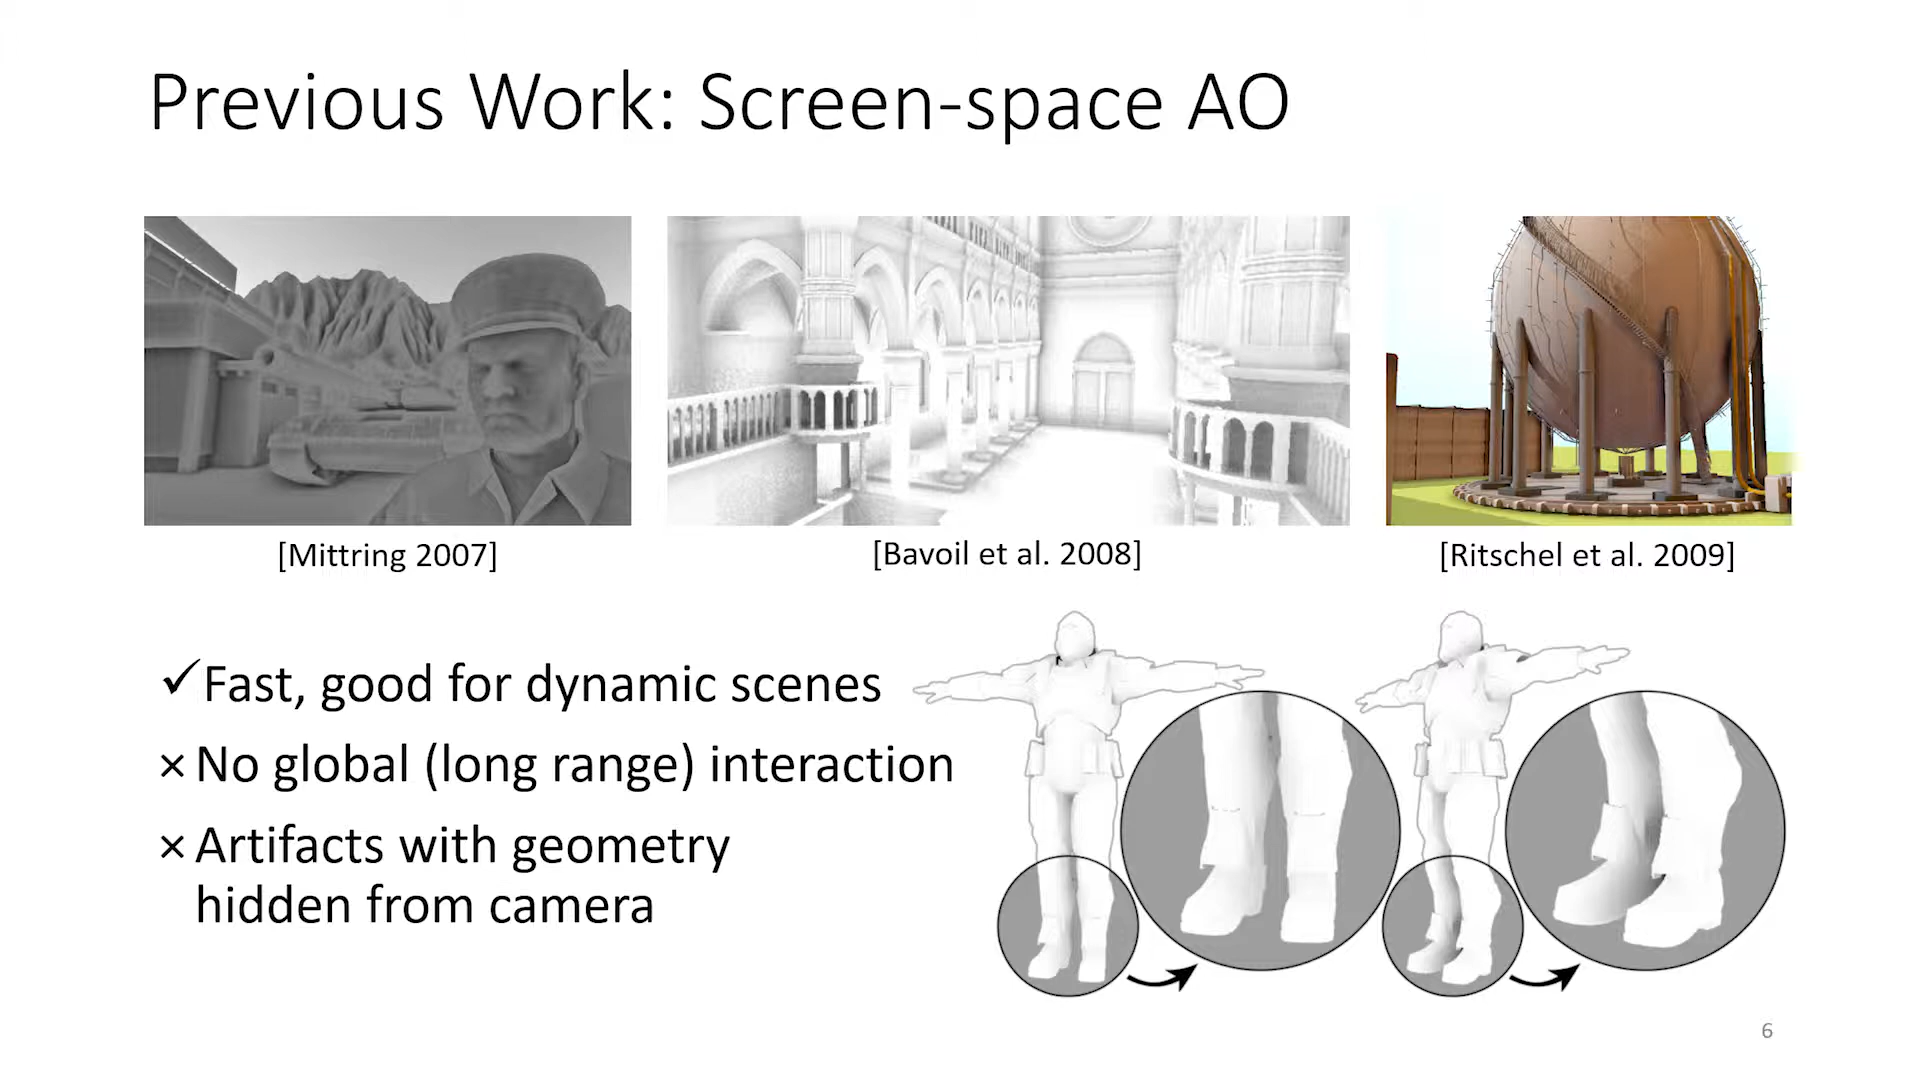 Previous Work: Screen-space AO
[Mittring 2007]
[Bavoil et al. 2008]
[Ritschel et al. 2009]
✓Fast, good for dynamic scenes
×No global (long range) interaction
×Artifacts with geometry
hidden from camera
6